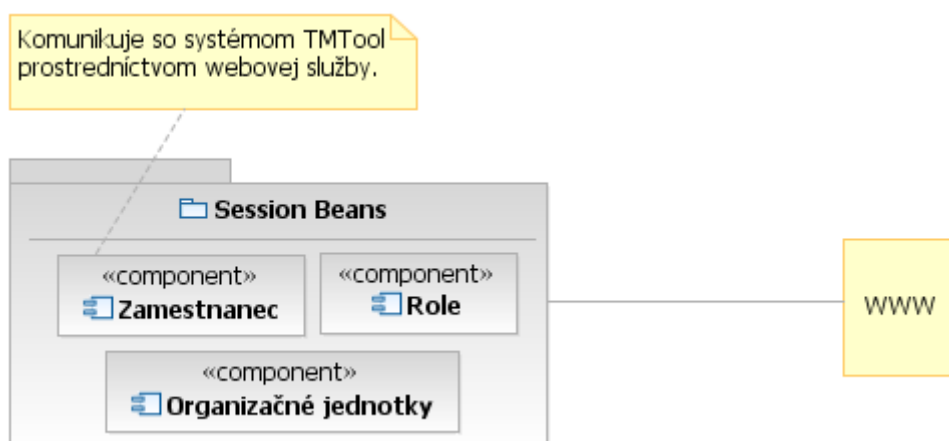 Komunikuje so systémom TMTool
prostredníctvom webovej služby.
Session Beans
«component»
Zamestnanec
«component»
Role
www
«component»
Organizačné jednotky